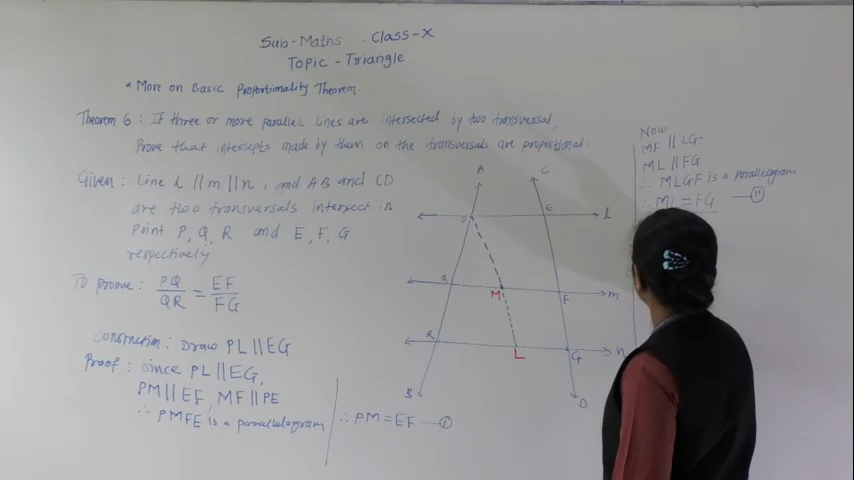 Sub-Maths Class-X
Topic - Triangle
* More on Basic Proportionality Theorem.
Theorem 6 : If three or more parallel lines are intersected by two transversal,
Prove that intersepts made by them on the transversals are propotional.
Given : Line l || m || n, and AB and CD
are two transversals intersect in
point P, Q, R and E, F, G
respectively
To prove : PQ/QR = EF/FG
Construction : Draw PL || EG
Proof : Since PL || EG,
PM || EF, MF || PE
∴ PMFE is a parallelogram
∴ PM = EF — (i)
A
C
P
E
l
Q
M
F
m
R
L
G
n
B
D
Now
MF || LG
ML || FG
∴ MLGF is a parallelogram
∴ ML = FG — (ii)